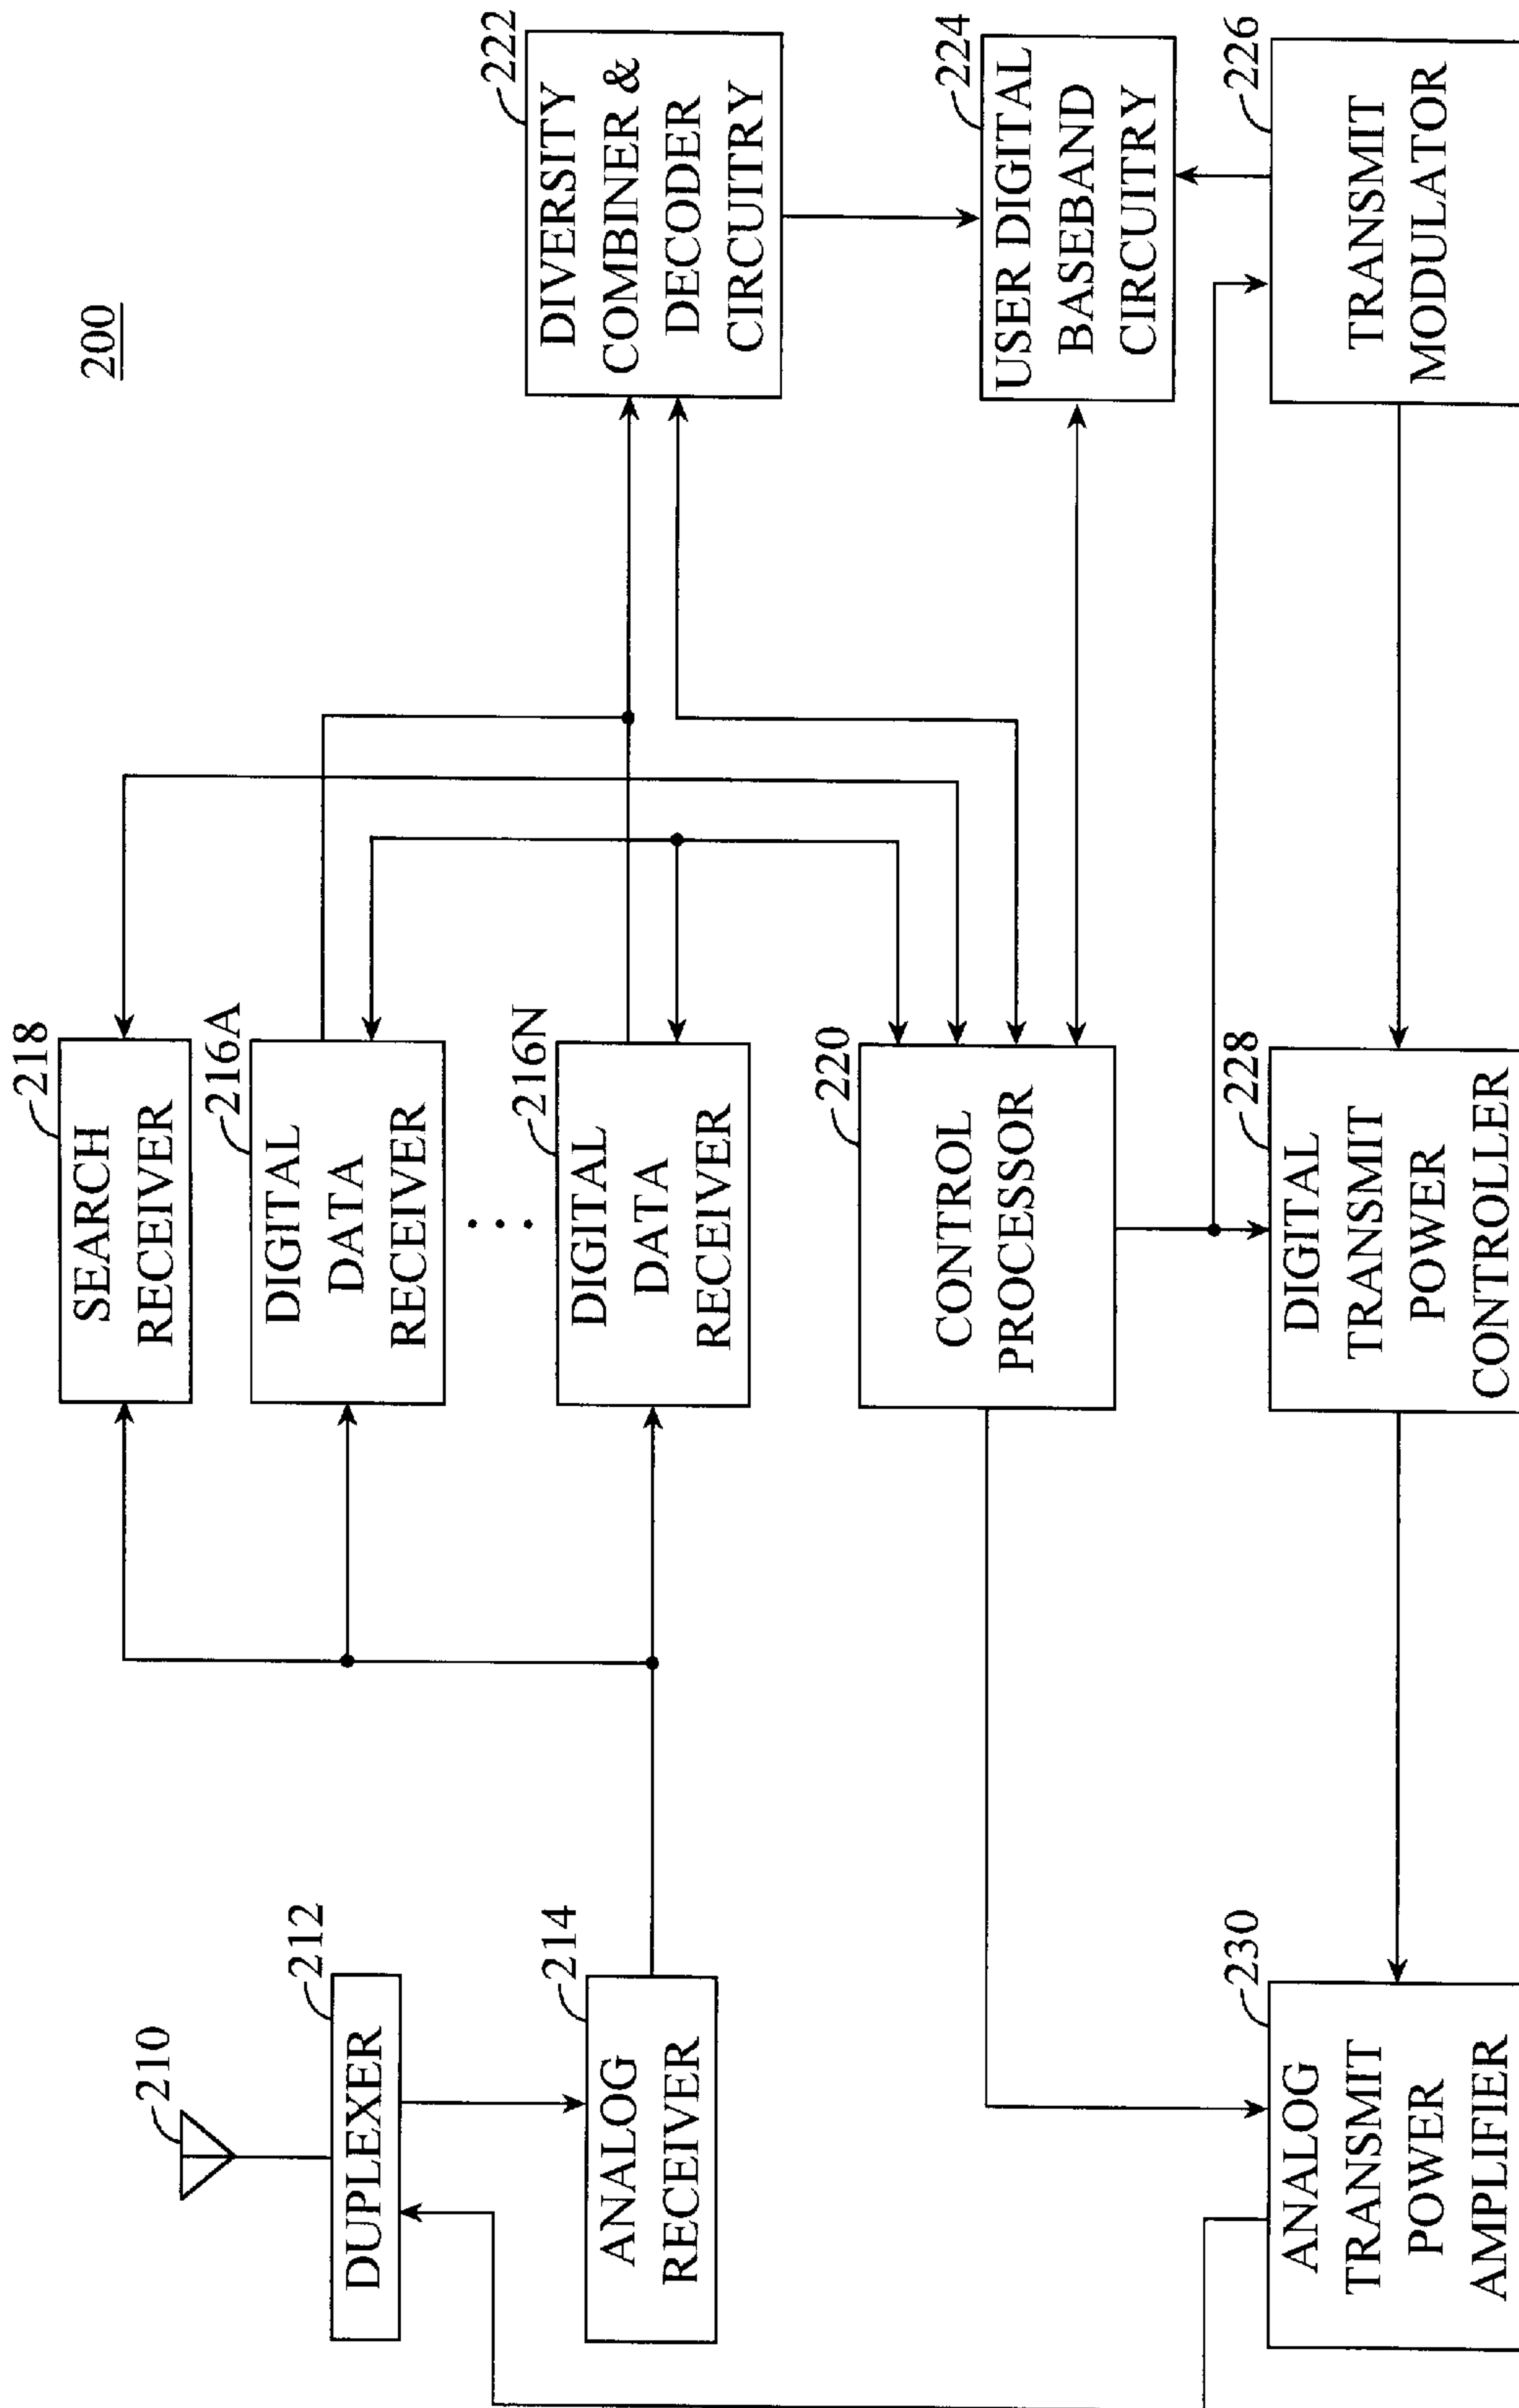 200
210
212
DUPLEXER
214
ANALOG
RECEIVER
218
SEARCH
RECEIVER
216A
DIGITAL
DATA
RECEIVER
216N
DIGITAL
DATA
RECEIVER
220
CONTROL
PROCESSOR
222
DIVERSITY
COMBINER &
DECODER
CIRCUITRY
224
USER DIGITAL
BASEBAND
CIRCUITRY
226
TRANSMIT
MODULATOR
228
DIGITAL
TRANSMIT
POWER
CONTROLLER
230
ANALOG
TRANSMIT
POWER
AMPLIFIER